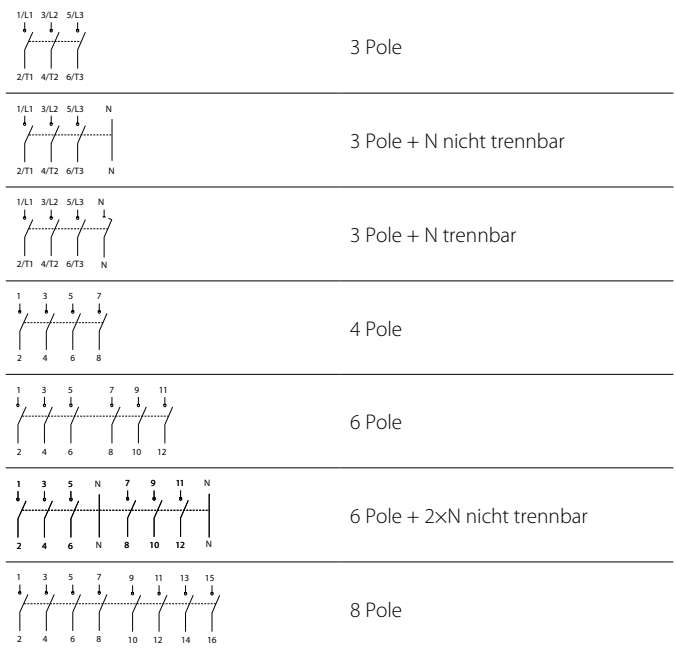 1/L1 3/L2 5/L3
3 Pole
2/T1 4/T2 6/T3
1/L1 3/L2 5/L3 N
3 Pole + N nicht trennbar
2/T1 4/T2 6/T3 N
1/L1 3/L2 5/L3 N
3 Pole + N trennbar
2/T1 4/T2 6/T3 N
1 3 5 7
4 Pole
2 4 6 8
1 3 5 7 9 11
6 Pole
2 4 6 8 10 12
1 3 5 N 7 9 11 N
6 Pole + 2×N nicht trennbar
2 4 6 N 8 10 12 N
1 3 5 7 9 11 13 15
8 Pole
2 4 6 8 10 12 14 16